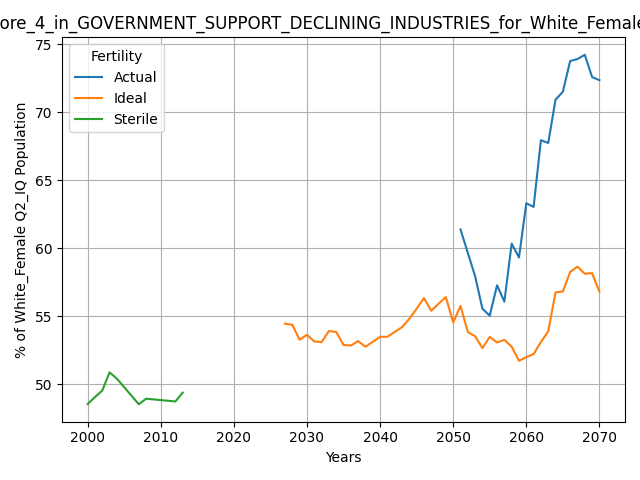 ore_4_in_GOVERNMENT_SUPPORT_DECLINING_INDUSTRIES_for_White_Female
Fertility
Actual
Ideal
Sterile
% of White_Female Q2_IQ Population
75
70
65
60
55
50
2000 2010 2020 2030 2040 2050 2060 2070
Years